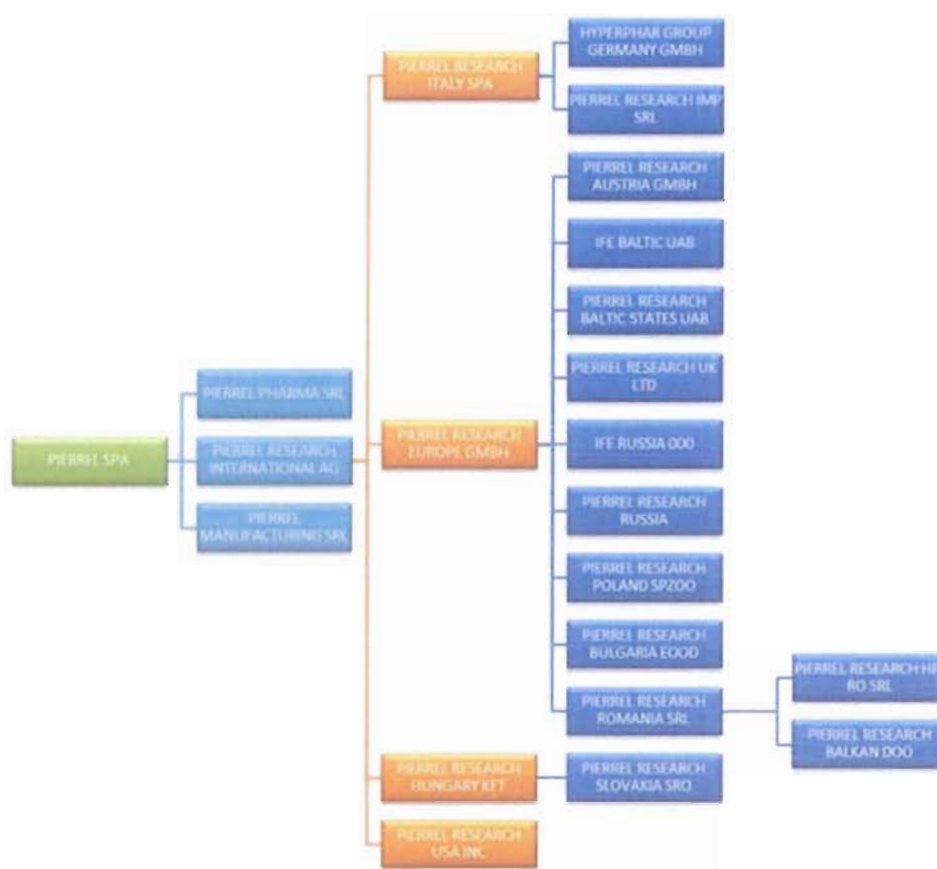 HYPERPHAR GROUP
GERMANY GMBH
PIERREL RESEARCH
ITALY SPA
PIERREL RESEARCH IMP
SRL
PIERREL RESEARCH
AUSTRIA GMBH
IFE BALTIC UAB
PIERREL RESEARCH
BALTIC STATES UAB
PIERREL RESEARCH UK
LTD
PIERREL PHARMA SRL
PIERREL SPA
PIERREL RESEARCH
INTERNATIONAL AG
PIERREL RESEARCH
EUROPE GMBH
IFE RUSSIA OOO
PIERREL
MANUFACTURING SRL
PIERREL RESEARCH
RUSSIA
PIERREL RESEARCH
POLAND SPZOO
PIERREL RESEARCH
BULGARIA EOOD
PIERREL RESEARCH
ROMANIA SRL
PIERREL RESEARCH HP
RO SRL
PIERREL RESEARCH
BALKAN DOO
PIERREL RESEARCH
HUNGARY KFT
PIERREL RESEARCH
SLOVAKIA SRO
PIERREL RESEARCH
USA INC